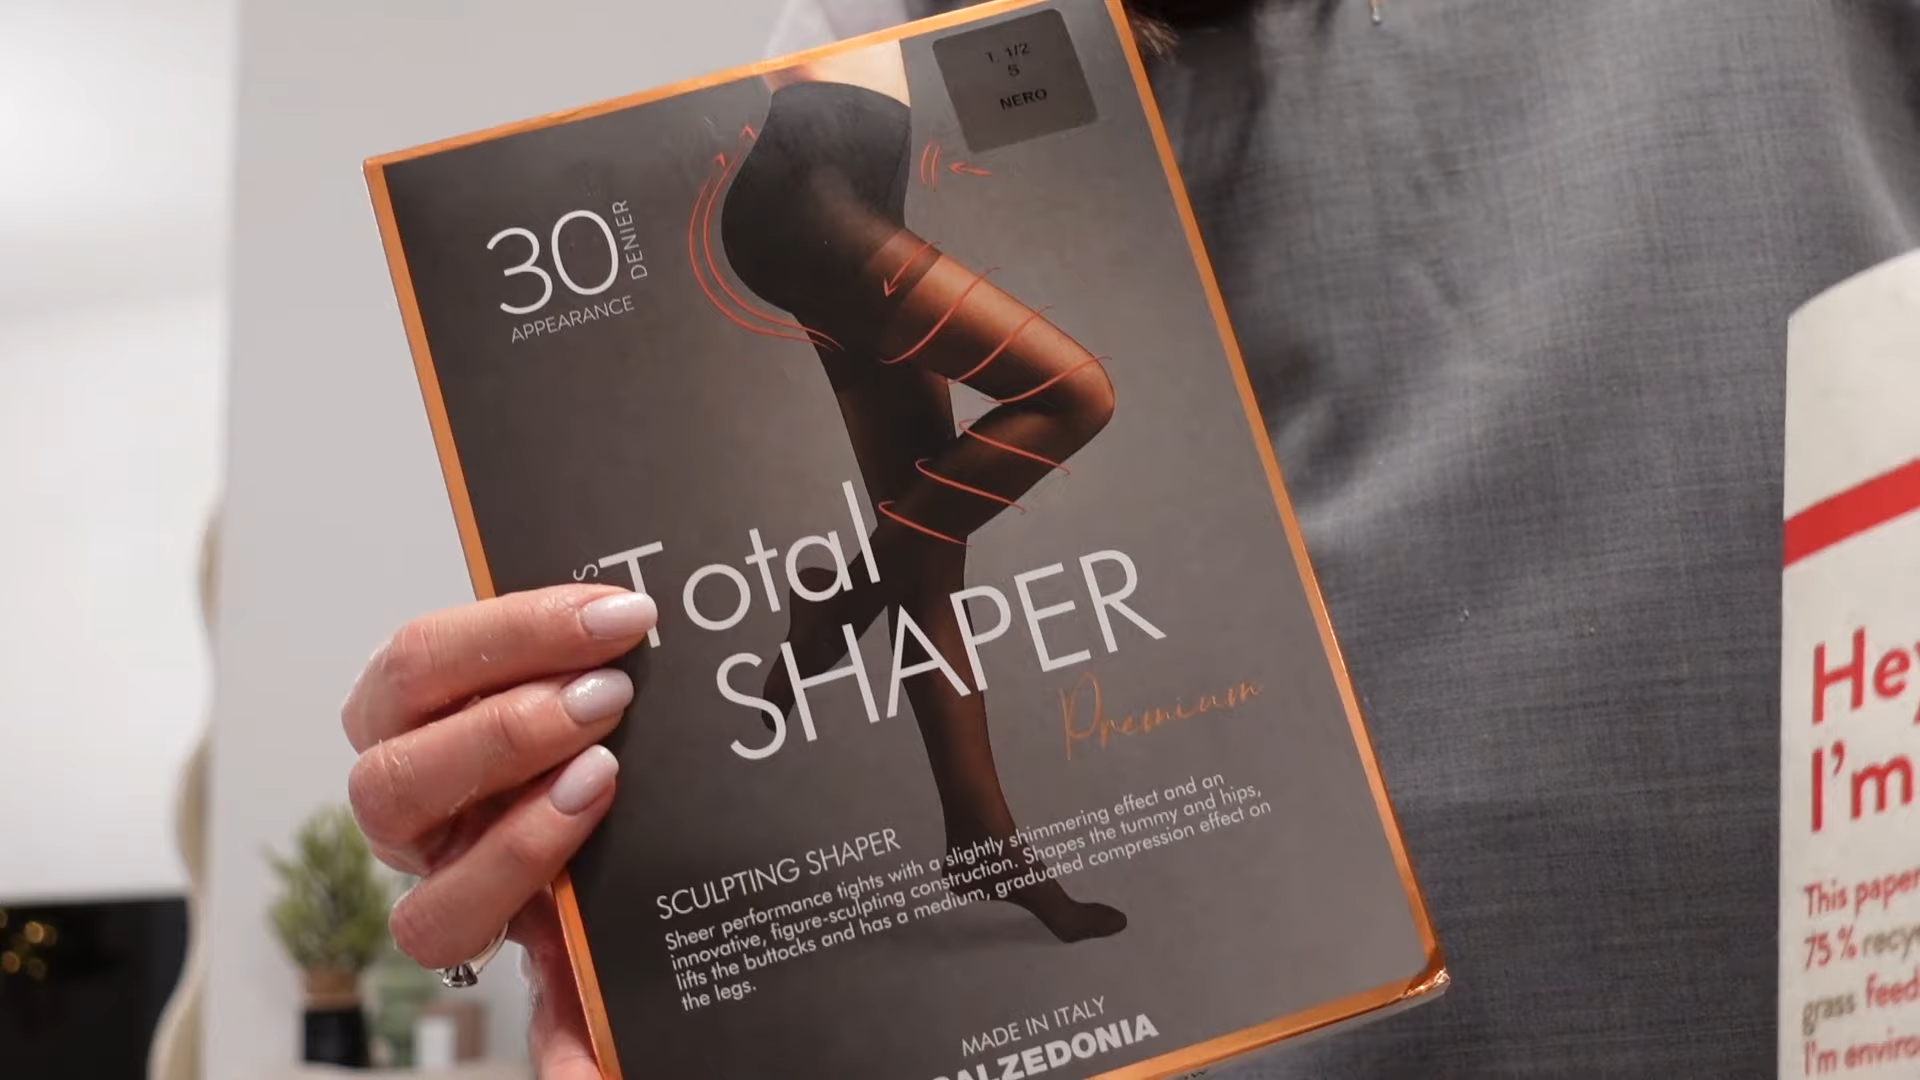 T. 1/2
S
NERO
30
DENIER
APPEARANCE
Total
SHAPER
Premium
SCULPTING SHAPER
Sheer performance tights with a slightly shimmering effect and an
innovative, figure-sculpting construction. Shapes the tummy and hips,
lifts the buttocks and has a medium, graduated compression effect on
the legs.
MADE IN ITALY
CALZEDONIA
Hey
I'm
This paper
75% recy
grass feed
I'm enviro